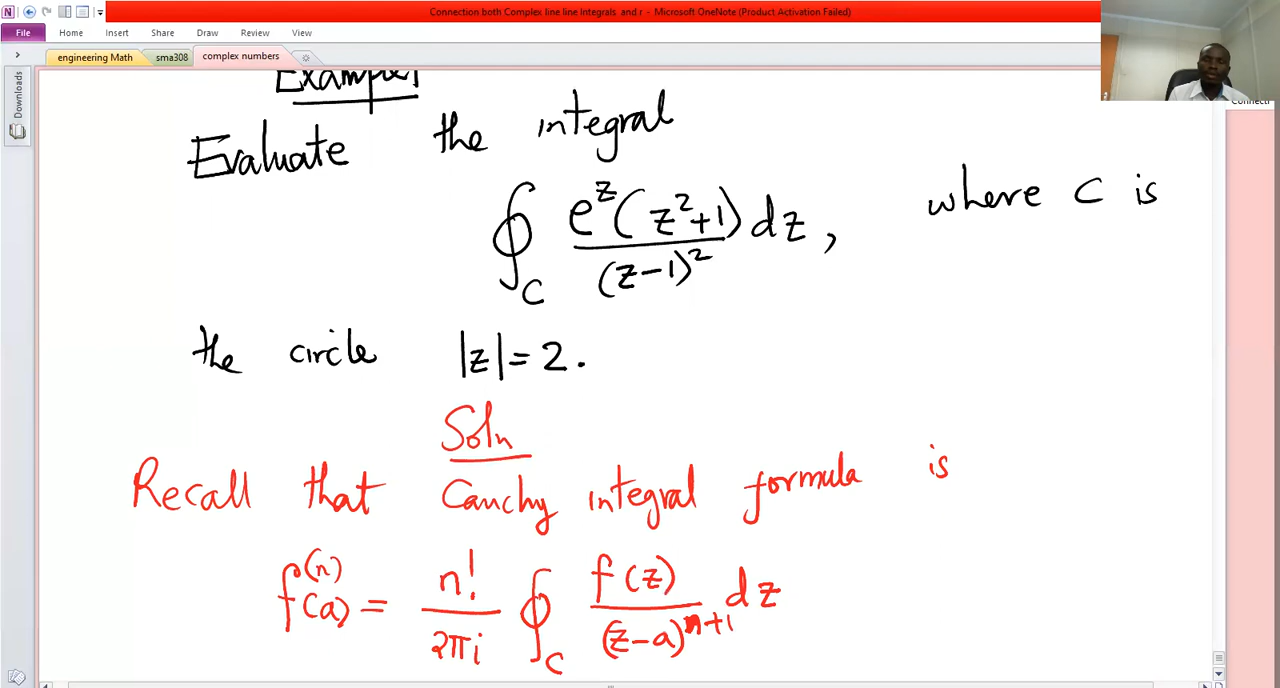 Connection both Complex line line Integrals and r - Microsoft OneNote (Product Activation Failed)
File Home Insert Share Draw Review View
engineering Math sma308 complex numbers
Downloads
Connecti
Example
Evaluate the integral
∮_C e^z(z^2+1)/(z-1)^2 dz, where C is
the circle |z|=2.
Soln
Recall that Cauchy integral formula is
f^(n)(a) = n!/2πi ∮_C f(z)/(z-a)^n+1 dz